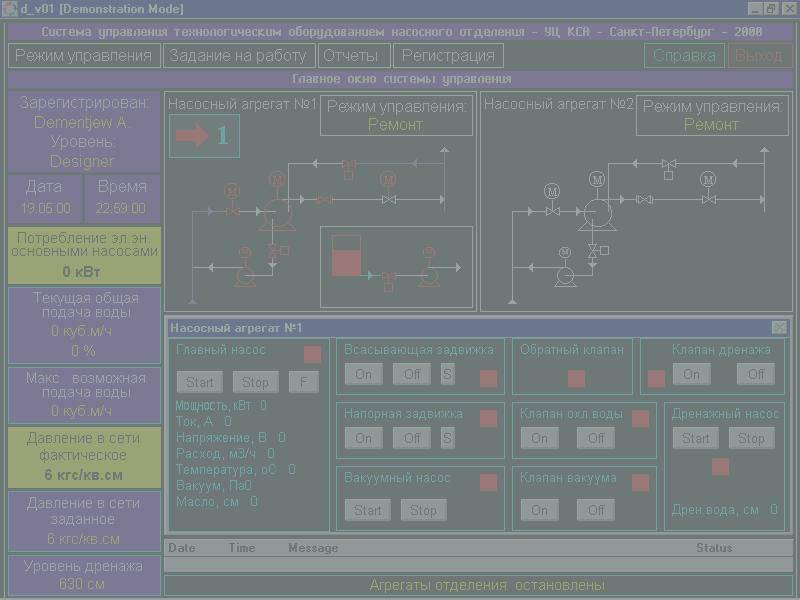 d_v01 [Demonstration Mode]
Система управления технологическим оборудованием насосного отделения - УЦ КСА - Санкт-Петербург - 2000
Режим управления Задание на работу Отчеты Регистрация Справка Выход
Главное окно системы управления
Зарегистрирован:
Dementjew A.
Уровень:
Designer
Дата Время
19.05.00 22:59:00
Потребление эл.эн.
основными насосами
0 кВт
Текущая общая
подача воды
0 куб.м/ч
0 %
Макс. возможная
подача воды
0 куб.м/ч
Давление в сети
фактическое
6 кгс/кв.см
Давление в сети
заданное
6 кгс/кв.см
Уровень дренажа
630 см
Насосный агрегат №1
Режим управления:
Ремонт
1
M M M
M M
Насосный агрегат №2
Режим управления:
Ремонт
M M M
M
Насосный агрегат №1
Главный насос
Start Stop F
Мощность,кВт 0
Ток, А 0
Напряжение, В 0
Расход, м3/ч 0
Температура, оС 0
Вакуум, Па0
Масло, см 0
Всасывающая задвижка
On Off S
Напорная задвижка
On Off S
Вакуумный насос
Start Stop
Обратный клапан
Клапан охл.воды
On Off
Клапан вакуума
On Off
Клапан дренажа
On Off
Дренажный насос
Start Stop
Дрен.вода, см 0
Date Time Message Status
Агрегаты отделения остановлены